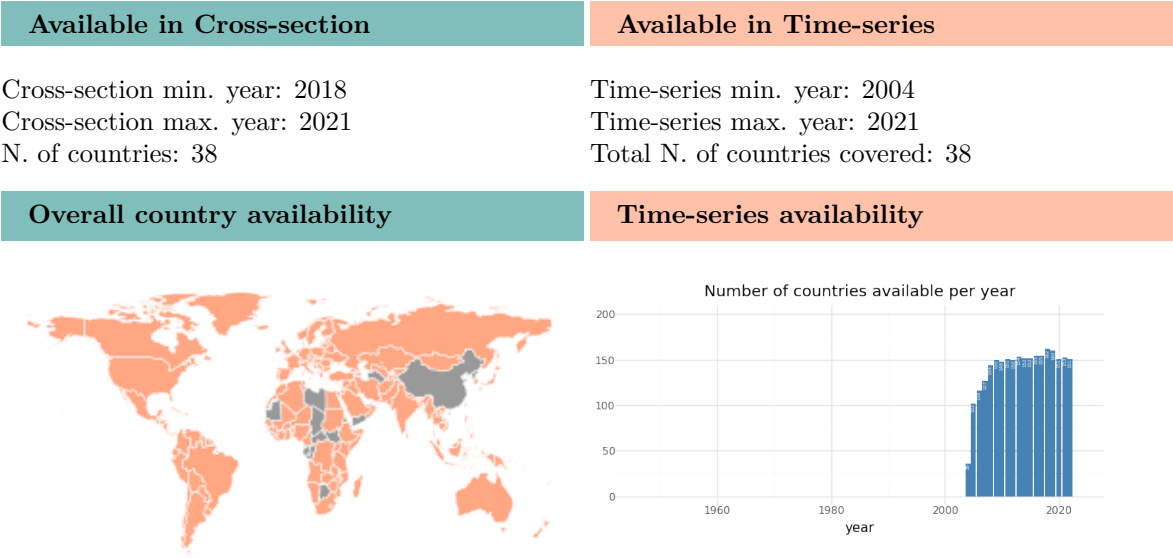 Available in Cross-section
Available in Time-series
Cross-section min. year: 2018
Cross-section max. year: 2021
N. of countries: 38
Time-series min. year: 2004
Time-series max. year: 2021
Total N. of countries covered: 38
Overall country availability
Time-series availability
Number of countries available per year
200
150
100
50
0
1960
1980
2000
2020
year